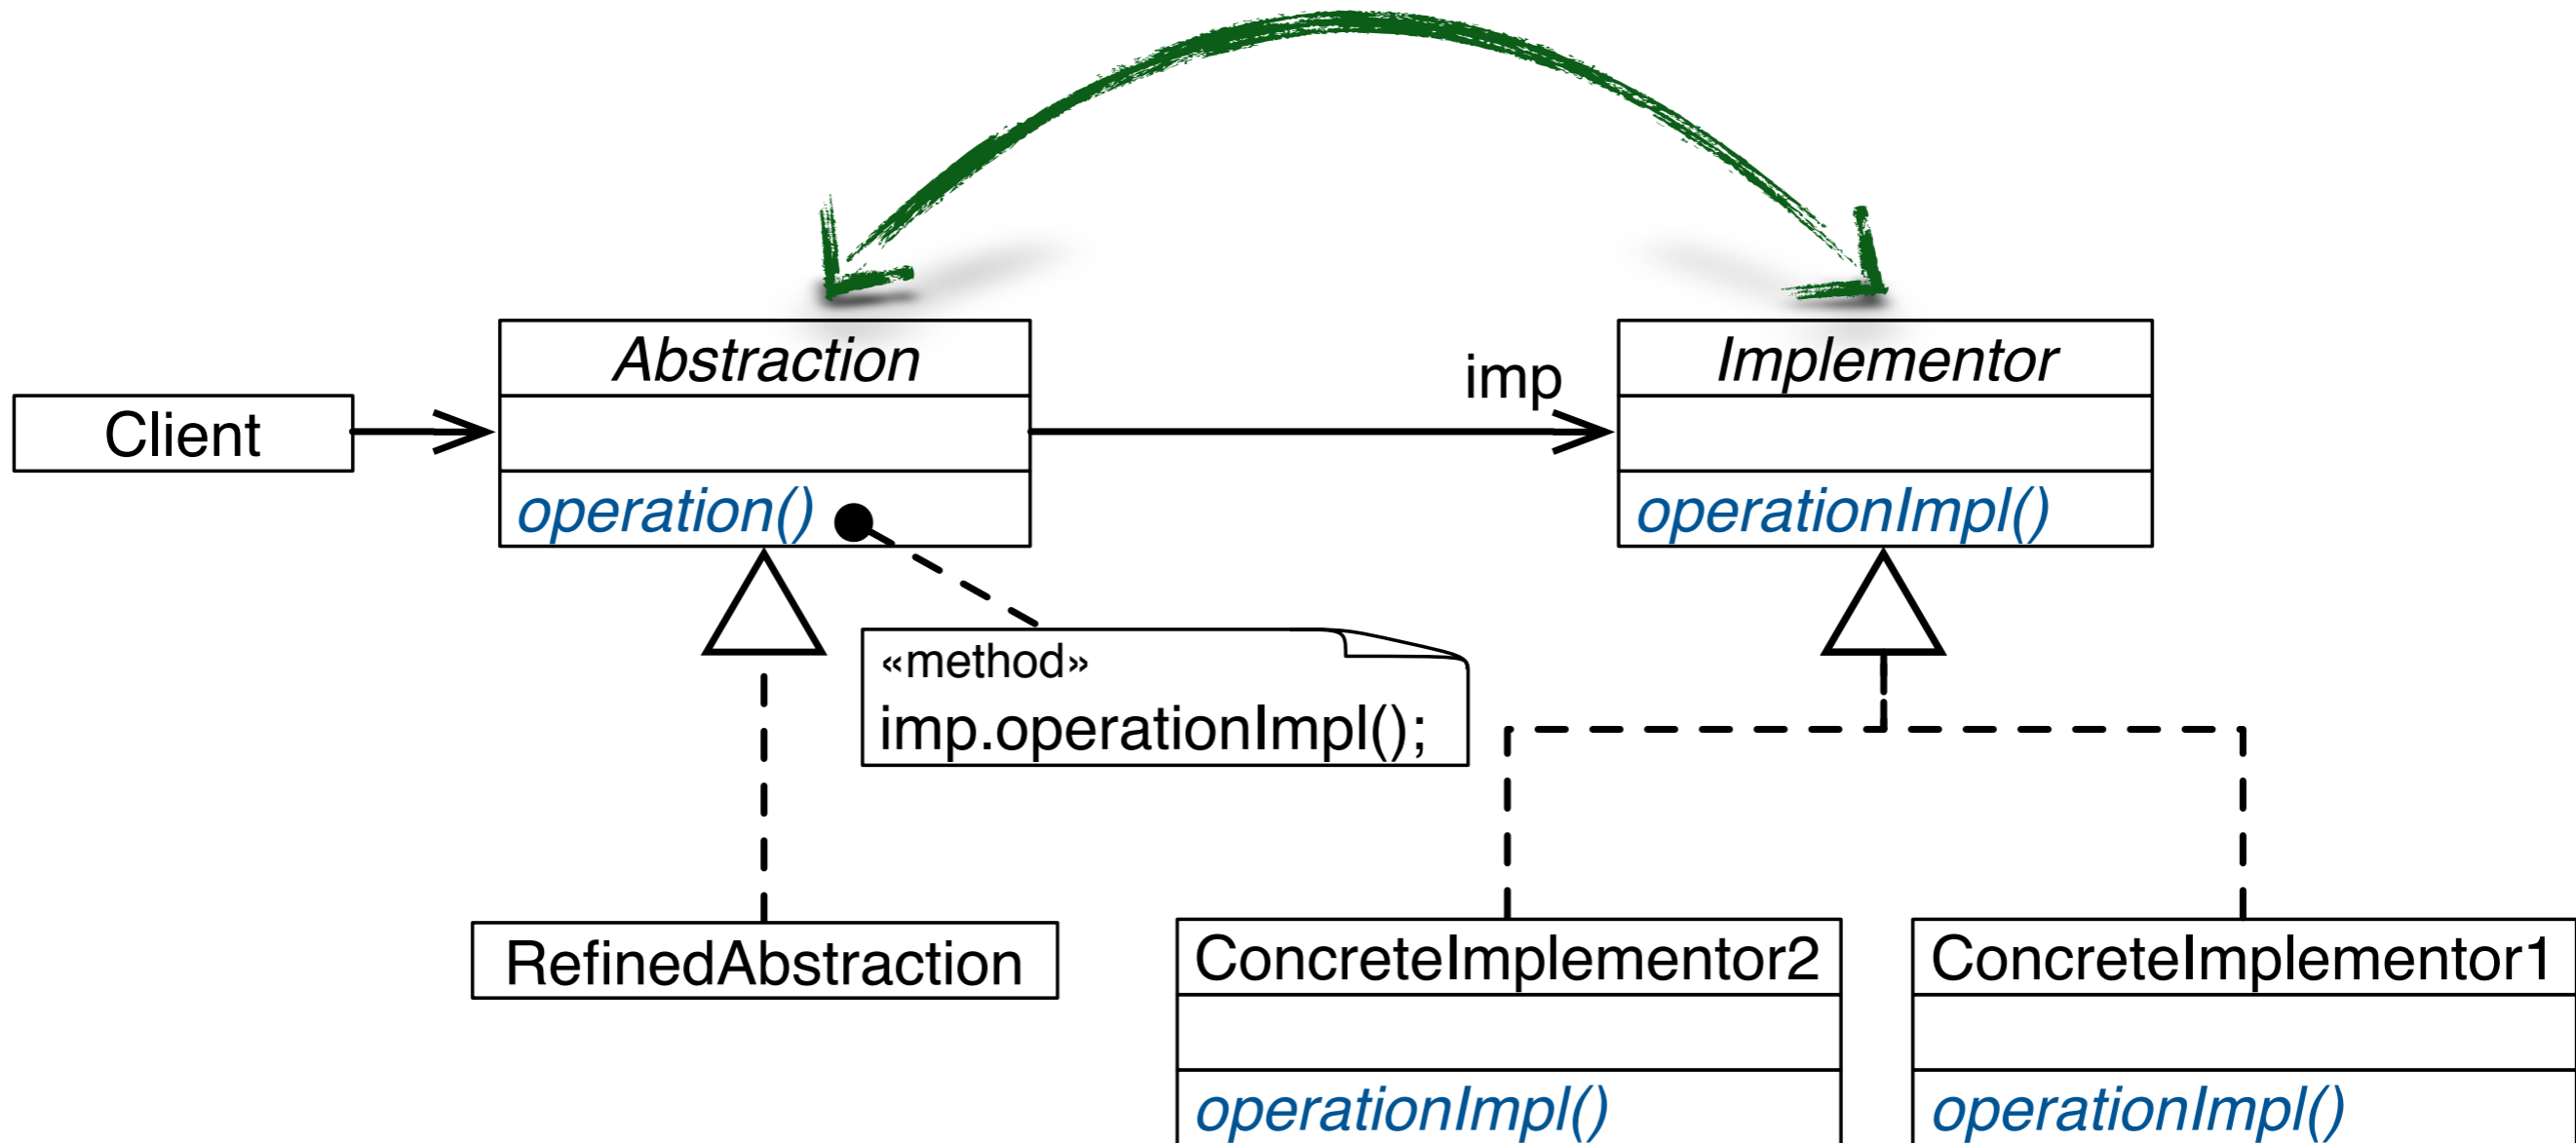 Client
Abstraction
operation()
imp
Implementor
operationImpl()
«method»
imp.operationImpl();
RefinedAbstraction
ConcreteImplementor2
operationImpl()
ConcreteImplementor1
operationImpl()